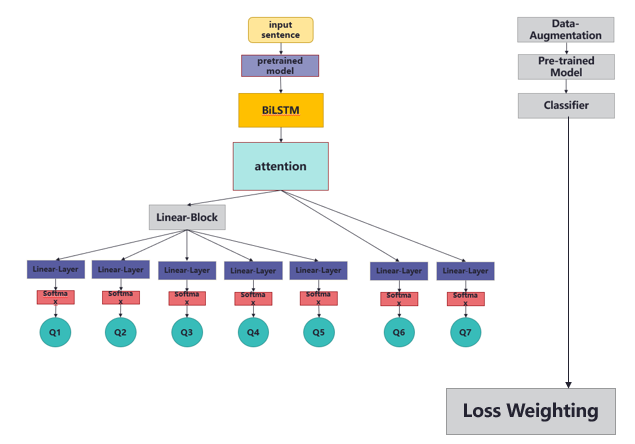 input
sentence
pretrained
model
BiLSTM
attention
Linear-Block
Linear-Layer
Linear-Layer
Linear-Layer
Linear-Layer
Linear-Layer
Linear-Layer
Linear-Layer
Softma
x
Softma
x
Softma
x
Softma
x
Softma
x
Softma
x
Softma
x
Q1
Q2
Q3
Q4
Q5
Q6
Q7
Data-
Augmentation
Pre-trained
Model
Classifier
Loss Weighting